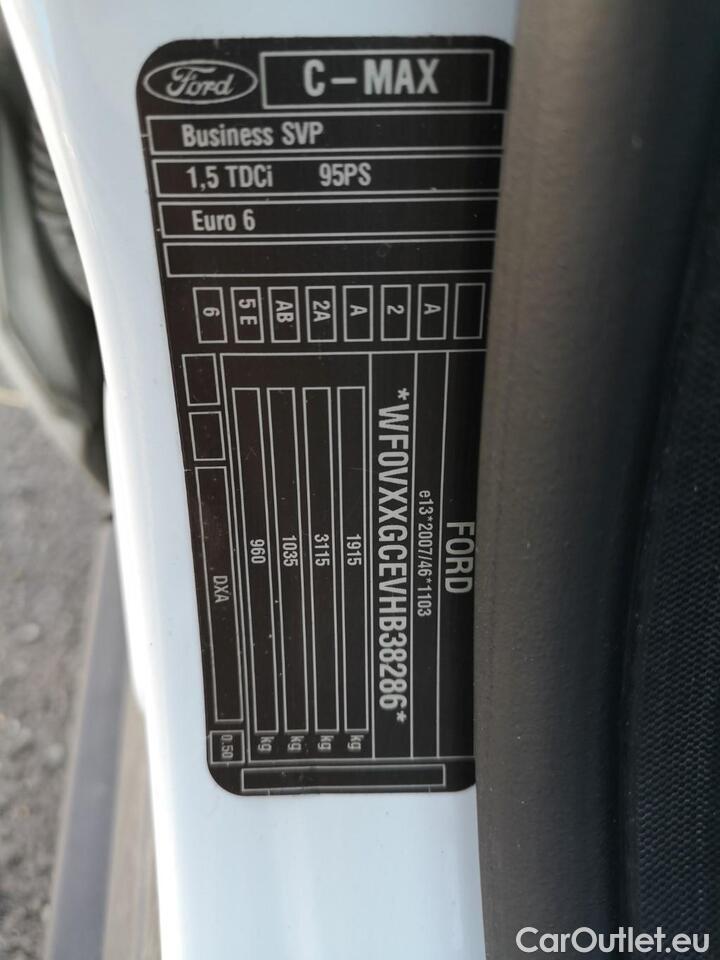 Ford
C-MAX
Business SVP
1,5 TDCi 95PS
Euro 6
6 5E AB 2A A 2 A
FORD
e13*2007/46*1103
*WF0VXXGCEVHB38286*
1915 kg
3115 kg
1035 kg
960 kg
DXA 0.50
CarOutlet.eu